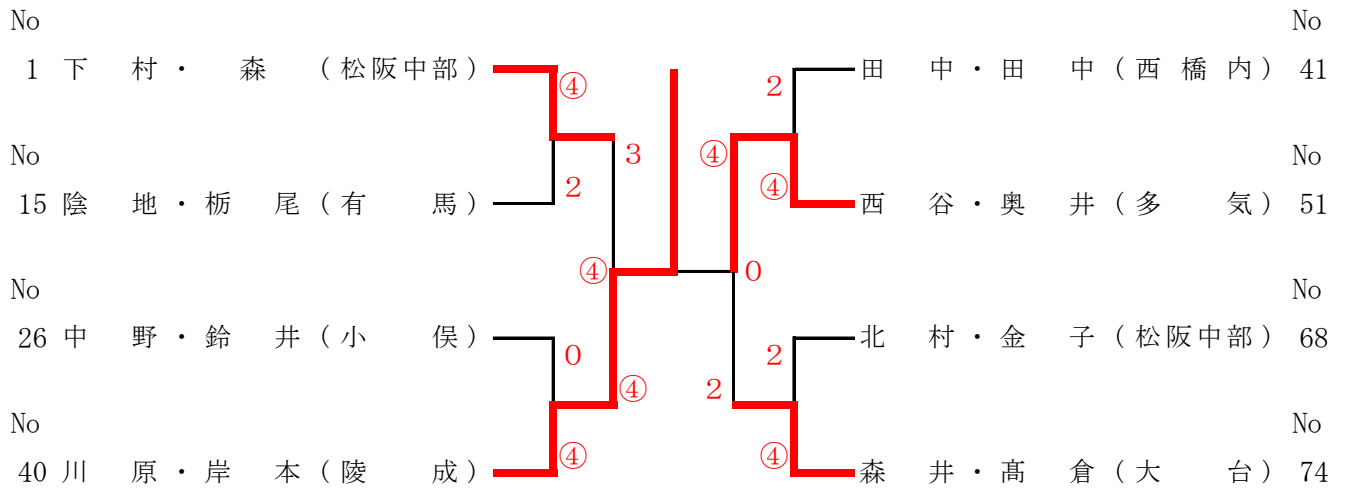 No No
1 下 村・ 森 (松阪中部) 田 中・田 中(西 橋 内) 41
④ 2
No 3 ④ No
15 陰 地・栃 尾(有 馬) 2 ④ 西 谷・奥 井(多 気) 51
④ 0
No No
26 中 野・鈴 井(小 俣) 北 村・金 子(松阪中部) 68
0 2
④ 2
No No
40 川 原・岸 本(陵 成) ④ ④ 森 井・髙 倉(大 台) 74